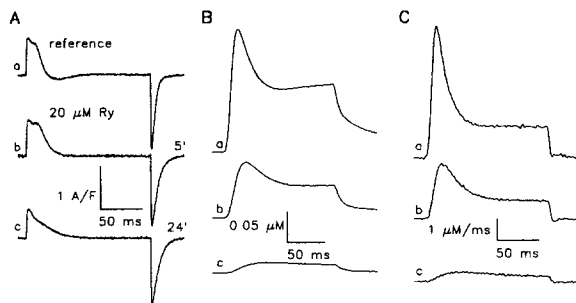 A
reference
a
20 μM Ry
b
5'
1 A/F
50 ms
c
24'
B
a
b
0 05 μM
50 ms
c
C
a
b
1 μM/ms
50 ms
c